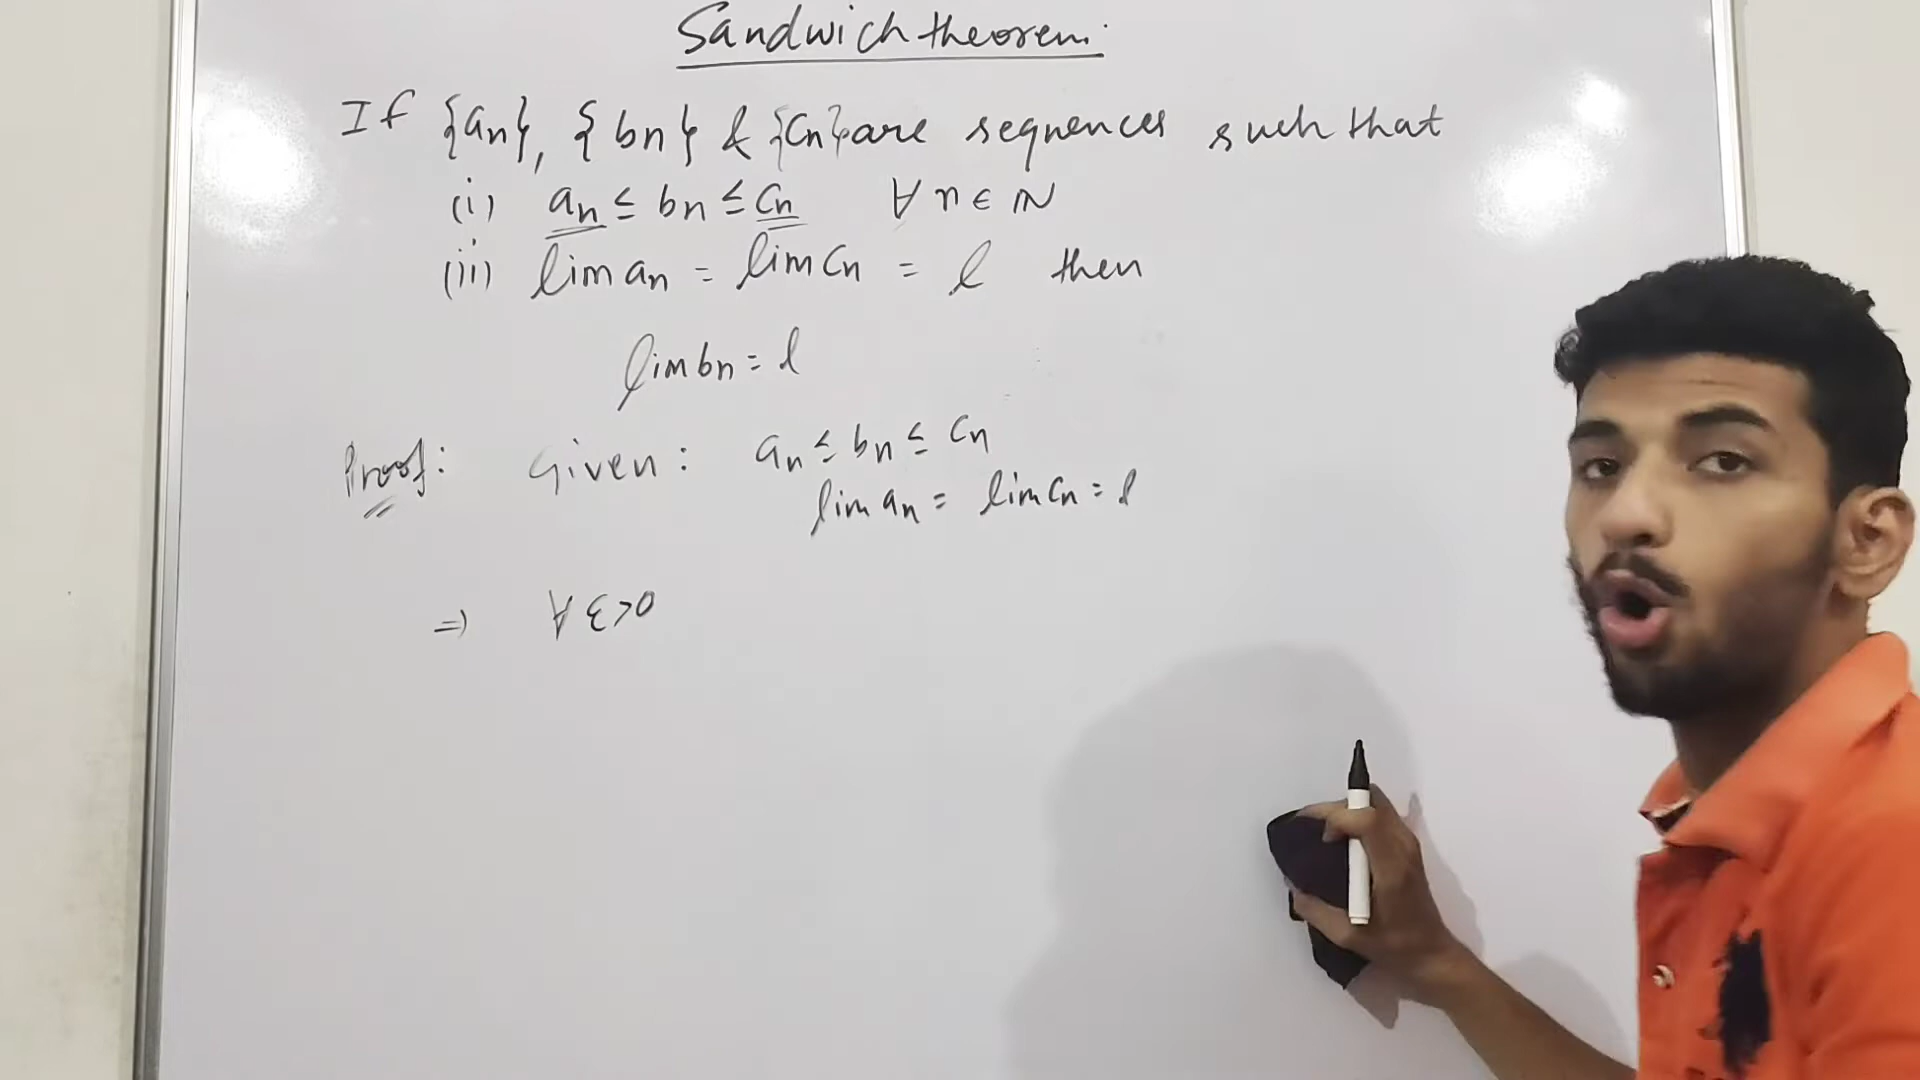 Sandwich theorem:
If {an}, {bn} & {cn} are sequences such that
(i) an ≤ bn ≤ cn ∀ n ∈ ℕ
(ii) lim an = lim cn = l then
lim bn = l
Proof: Given: an ≤ bn ≤ cn
lim an = lim cn = l
⇒ ∀ ε>0